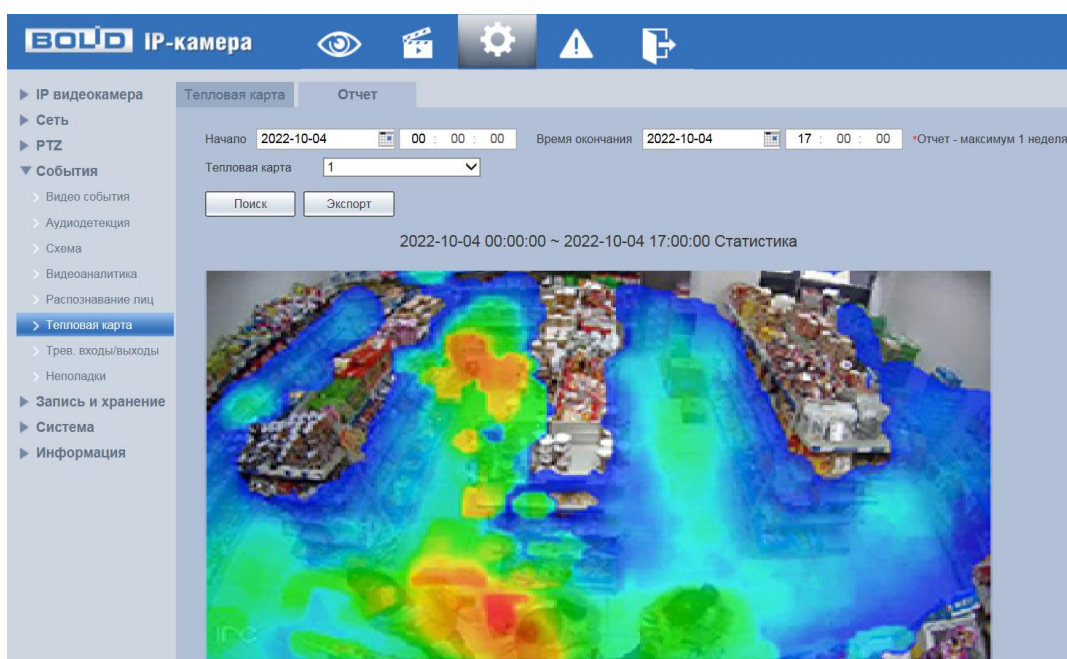 BOLID IP-камера
IP видеокамера
Сеть
PTZ
События
Видео события
Аудиодетекция
Схема
Видеоаналитика
Распознавание лиц
Тепловая карта
Трев. входы/выходы
Неполадки
Запись и хранение
Система
Информация
Тепловая карта Отчет
Начало 2022-10-04 00 : 00 : 00 Время окончания 2022-10-04 17 : 00 : 00 *Отчет - максимум 1 неделя
Тепловая карта 1
Поиск Экспорт
2022-10-04 00:00:00 ~ 2022-10-04 17:00:00 Статистика
IPC